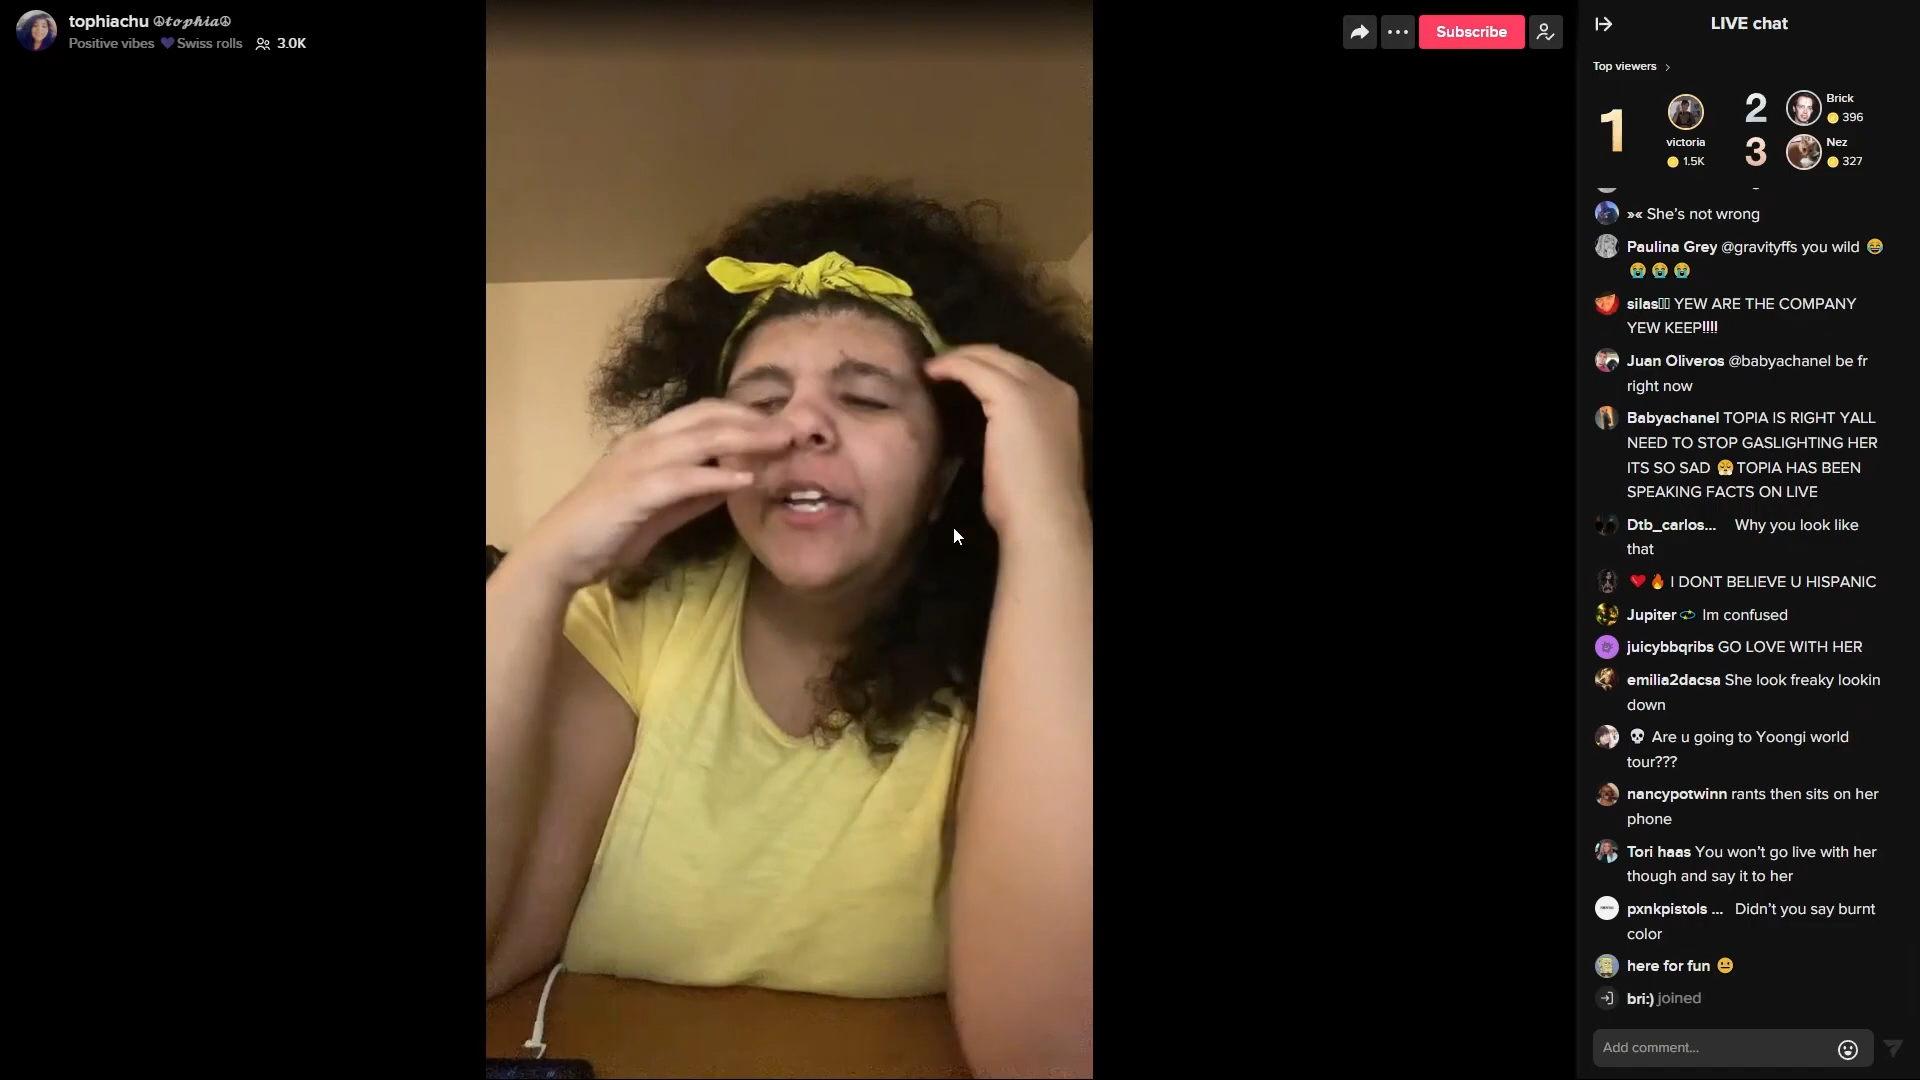 tophiachu ☮𝓽𝓸𝓹𝓱𝓲𝓪☮
Positive vibes 💜Swiss rolls 3.0K
Subscribe
LIVE chat
Top viewers
1
victoria
1.5K
2
Brick
396
3
Nez
327
»« She's not wrong
Paulina Grey @gravityffs you wild 😂
😭 😭 😭
silas▯▯ YEW ARE THE COMPANY
YEW KEEP!!!!
Juan Oliveros @babyachanel be fr
right now
Babyachanel TOPIA IS RIGHT YALL
NEED TO STOP GASLIGHTING HER
ITS SO SAD 😤 TOPIA HAS BEEN
SPEAKING FACTS ON LIVE
Dtb_carlos... Why you look like
that
❤️🔥 I DONT BELIEVE U HISPANIC
Jupiter💫 Im confused
juicybbqribs GO LOVE WITH HER
emilia2dacsa She look freaky lookin
down
💀 Are u going to Yoongi world
tour???
nancypotwinn rants then sits on her
phone
Tori haas You won't go live with her
though and say it to her
pxnkpistols ... Didn't you say burnt
color
here for fun 😐
bri:) joined
Add comment...